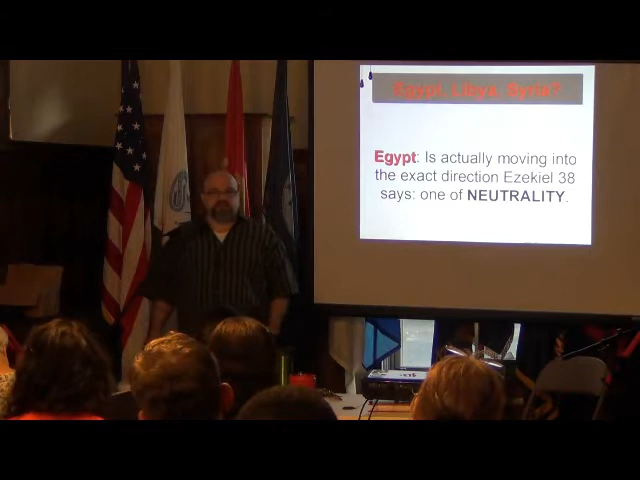 Egypt, Libya, Syria?
Egypt: Is actually moving into
the exact direction Ezekiel 38
says: one of NEUTRALITY.